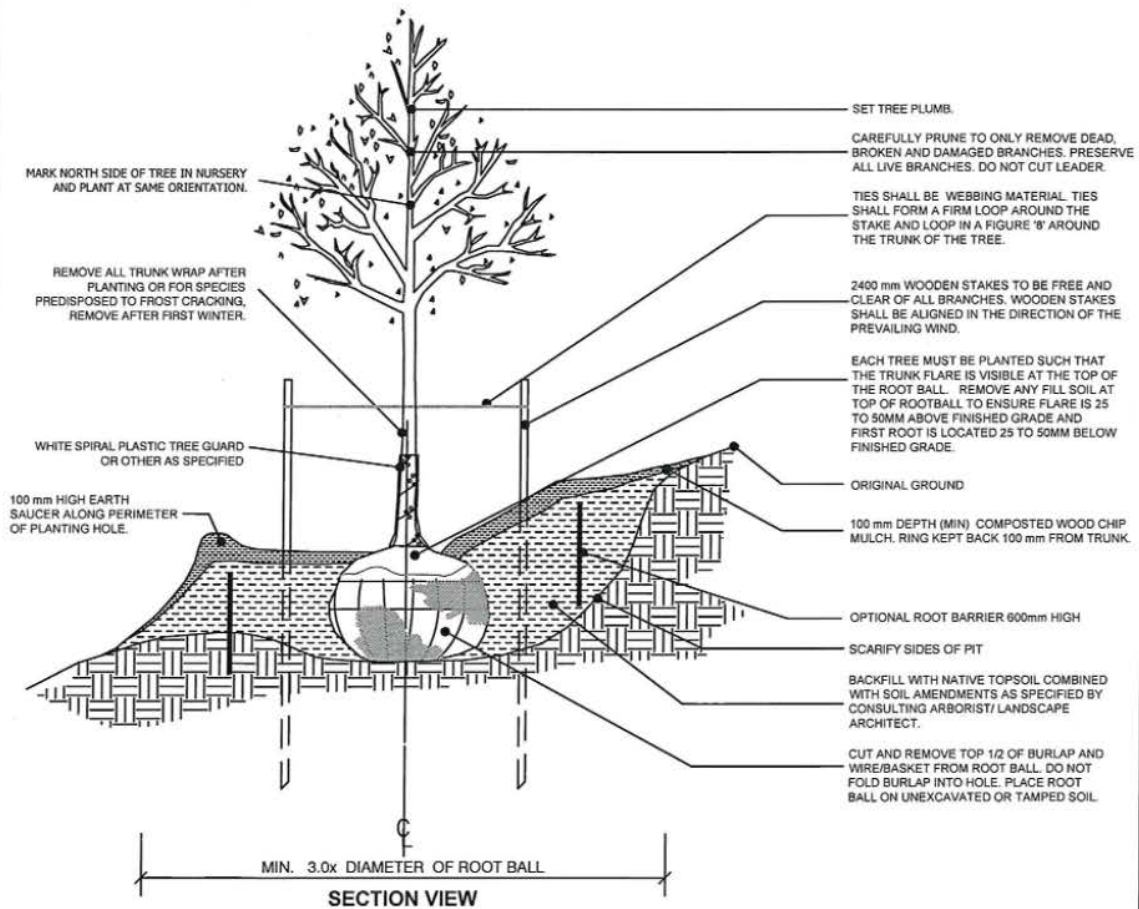 SET TREE PLUMB.
CAREFULLY PRUNE TO ONLY REMOVE DEAD,
BROKEN AND DAMAGED BRANCHES. PRESERVE
ALL LIVE BRANCHES. DO NOT CUT LEADER.
MARK NORTH SIDE OF TREE IN NURSERY
AND PLANT AT SAME ORIENTATION.
TIES SHALL BE WEBBING MATERIAL. TIES
SHALL FORM A FIRM LOOP AROUND THE
STAKE AND LOOP IN A FIGURE '8' AROUND
THE TRUNK OF THE TREE.
REMOVE ALL TRUNK WRAP AFTER
PLANTING OR FOR SPECIES
PREDISPOSED TO FROST CRACKING,
REMOVE AFTER FIRST WINTER.
2400 mm WOODEN STAKES TO BE FREE AND
CLEAR OF ALL BRANCHES. WOODEN STAKES
SHALL BE ALIGNED IN THE DIRECTION OF THE
PREVAILING WIND.
EACH TREE MUST BE PLANTED SUCH THAT
THE TRUNK FLARE IS VISIBLE AT THE TOP OF
THE ROOT BALL. REMOVE ANY FILL SOIL AT
TOP OF ROOTBALL TO ENSURE FLARE IS 25
TO 50MM ABOVE FINISHED GRADE AND
FIRST ROOT IS LOCATED 25 TO 50MM BELOW
FINISHED GRADE.
WHITE SPIRAL PLASTIC TREE GUARD
OR OTHER AS SPECIFIED
100 mm HIGH EARTH
SAUCER ALONG PERIMETER
OF PLANTING HOLE.
ORIGINAL GROUND
100 mm DEPTH (MIN) COMPOSTED WOOD CHIP
MULCH. RING KEPT BACK 100 mm FROM TRUNK.
OPTIONAL ROOT BARRIER 600mm HIGH
SCARIFY SIDES OF PIT
BACKFILL WITH NATIVE TOPSOIL COMBINED
WITH SOIL AMENDMENTS AS SPECIFIED BY
CONSULTING ARBORIST/ LANDSCAPE
ARCHITECT.
CUT AND REMOVE TOP 1/2 OF BURLAP AND
WIRE/BASKET FROM ROOT BALL. DO NOT
FOLD BURLAP INTO HOLE. PLACE ROOT
BALL ON UNEXCAVATED OR TAMPED SOIL.
CL
MIN. 3.0x DIAMETER OF ROOT BALL
SECTION VIEW